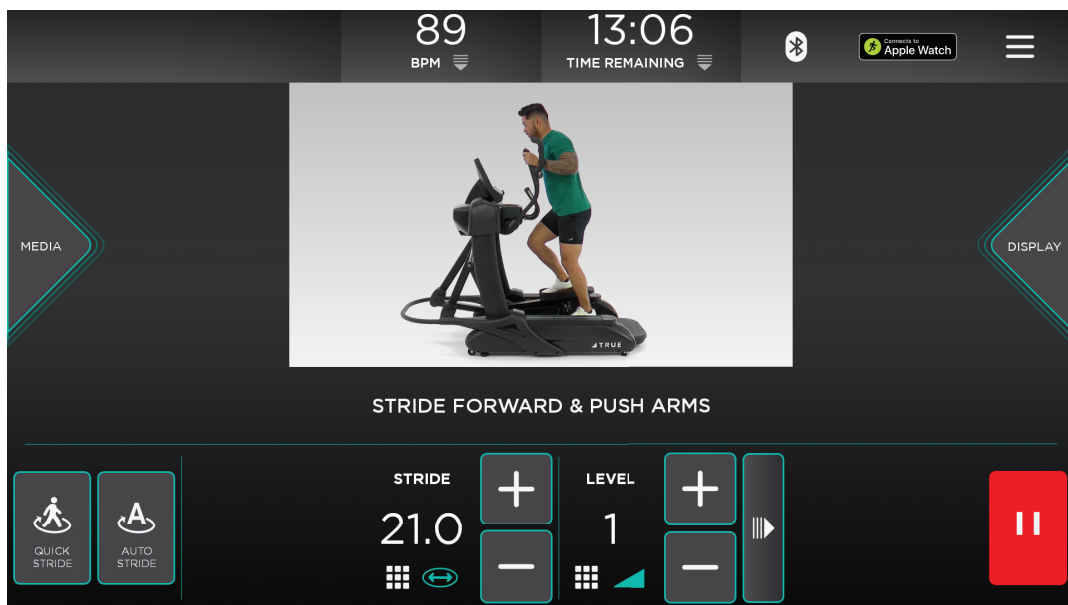 89
BPM
13:06
TIME REMAINING
Connects to
Apple Watch
MEDIA
DISPLAY
TRUE
STRIDE FORWARD & PUSH ARMS
QUICK
STRIDE
A
AUTO
STRIDE
STRIDE
21.0
LEVEL
1